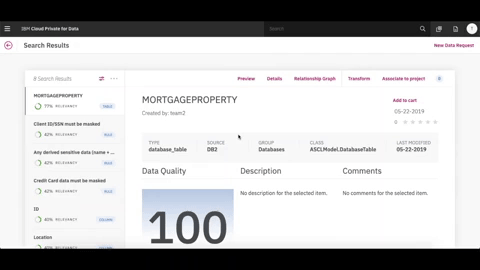 IBM Cloud Private for Data
Search
Search Results
New Data Request
8 Search Results
Preview
Details
Relationship Graph
Transform
Associate to project
MORTGAGEPROPERTY
77% RELEVANCY
TABLE
Client ID/SSN must be masked
42% RELEVANCY
RULE
Any derived sensitive data (name + ...
42% RELEVANCY
RULE
Credit Card data must be masked
42% RELEVANCY
RULE
ID
40% RELEVANCY
COLUMN
Location
40% RELEVANCY
COLUMN
MORTGAGEPROPERTY
Created by: team2
Add to cart
05-22-2019
TYPE
database_table
SOURCE
DB2
GROUP
Databases
CLASS
ASCLModel.DatabaseTable
LAST MODIFIED
05-22-2019
Data Quality
100
Description
No description for the selected item.
Comments
No comments for the selected item.